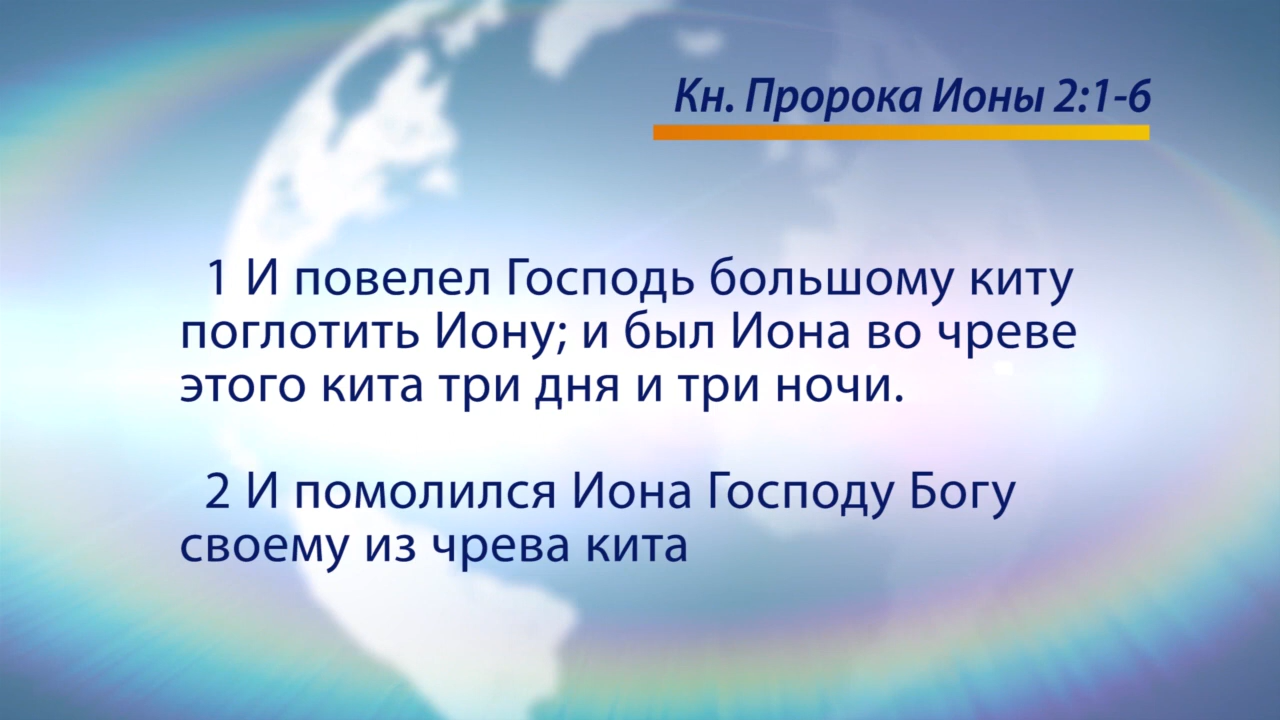 Кн. Пророка Ионы 2:1-6
1 И повелел Господь большому киту
поглотить Иону; и был Иона во чреве
этого кита три дня и три ночи.
2 И помолился Иона Господу Богу
своему из чрева кита